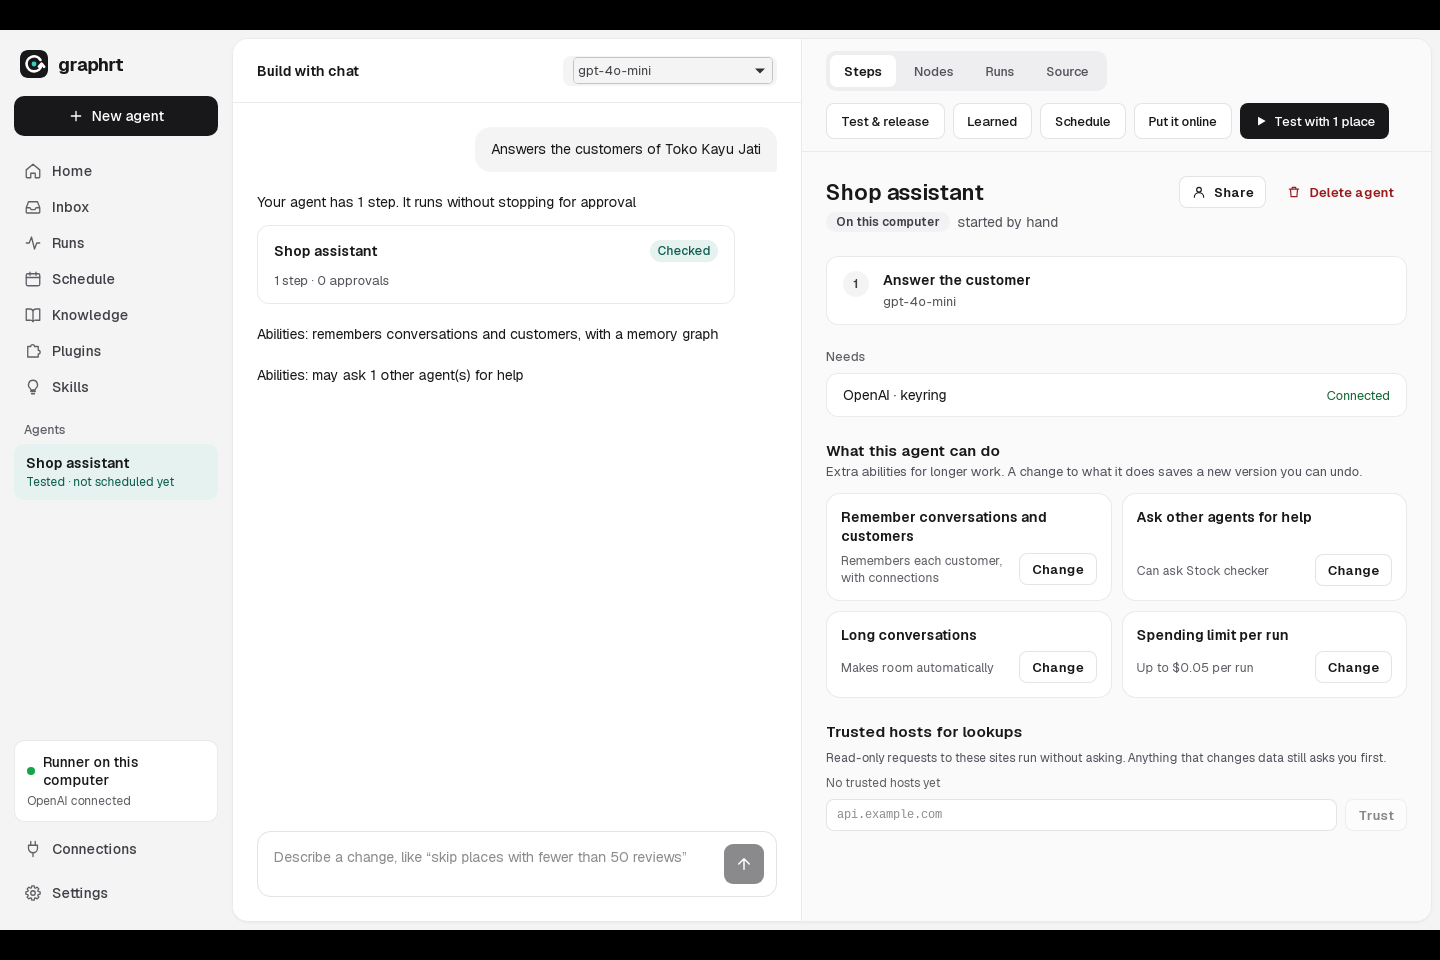 graphrt
New agent
Home
Inbox
Runs
Schedule
Knowledge
Plugins
Skills
Agents
Shop assistant
Tested · not scheduled yet
Runner on this
computer
OpenAI connected
Connections
Settings
Build with chat
gpt-4o-mini
Answers the customers of Toko Kayu Jati
Your agent has 1 step. It runs without stopping for approval
Shop assistant
Checked
1 step · 0 approvals
Abilities: remembers conversations and customers, with a memory graph
Abilities: may ask 1 other agent(s) for help
Describe a change, like “skip places with fewer than 50 reviews”
Steps Nodes Runs Source
Test & release Learned Schedule Put it online Test with 1 place
Shop assistant
Share Delete agent
On this computer started by hand
1 Answer the customer
gpt-4o-mini
Needs
OpenAI · keyring Connected
What this agent can do
Extra abilities for longer work. A change to what it does saves a new version you can undo.
Remember conversations and
customers
Remembers each customer,
with connections
Change
Ask other agents for help
Can ask Stock checker Change
Long conversations
Makes room automatically Change
Spending limit per run
Up to $0.05 per run Change
Trusted hosts for lookups
Read-only requests to these sites run without asking. Anything that changes data still asks you first.
No trusted hosts yet
api.example.com Trust